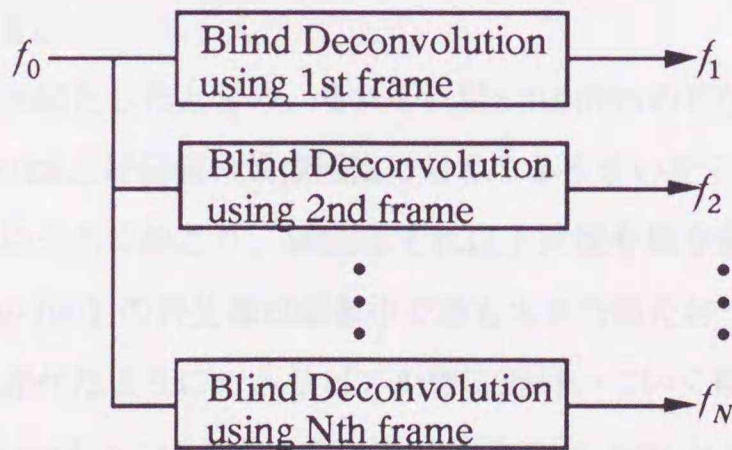 Blind Deconvolution
f0 using 1st frame f1
Blind Deconvolution
using 2nd frame f2
Blind Deconvolution
using Nth frame fN